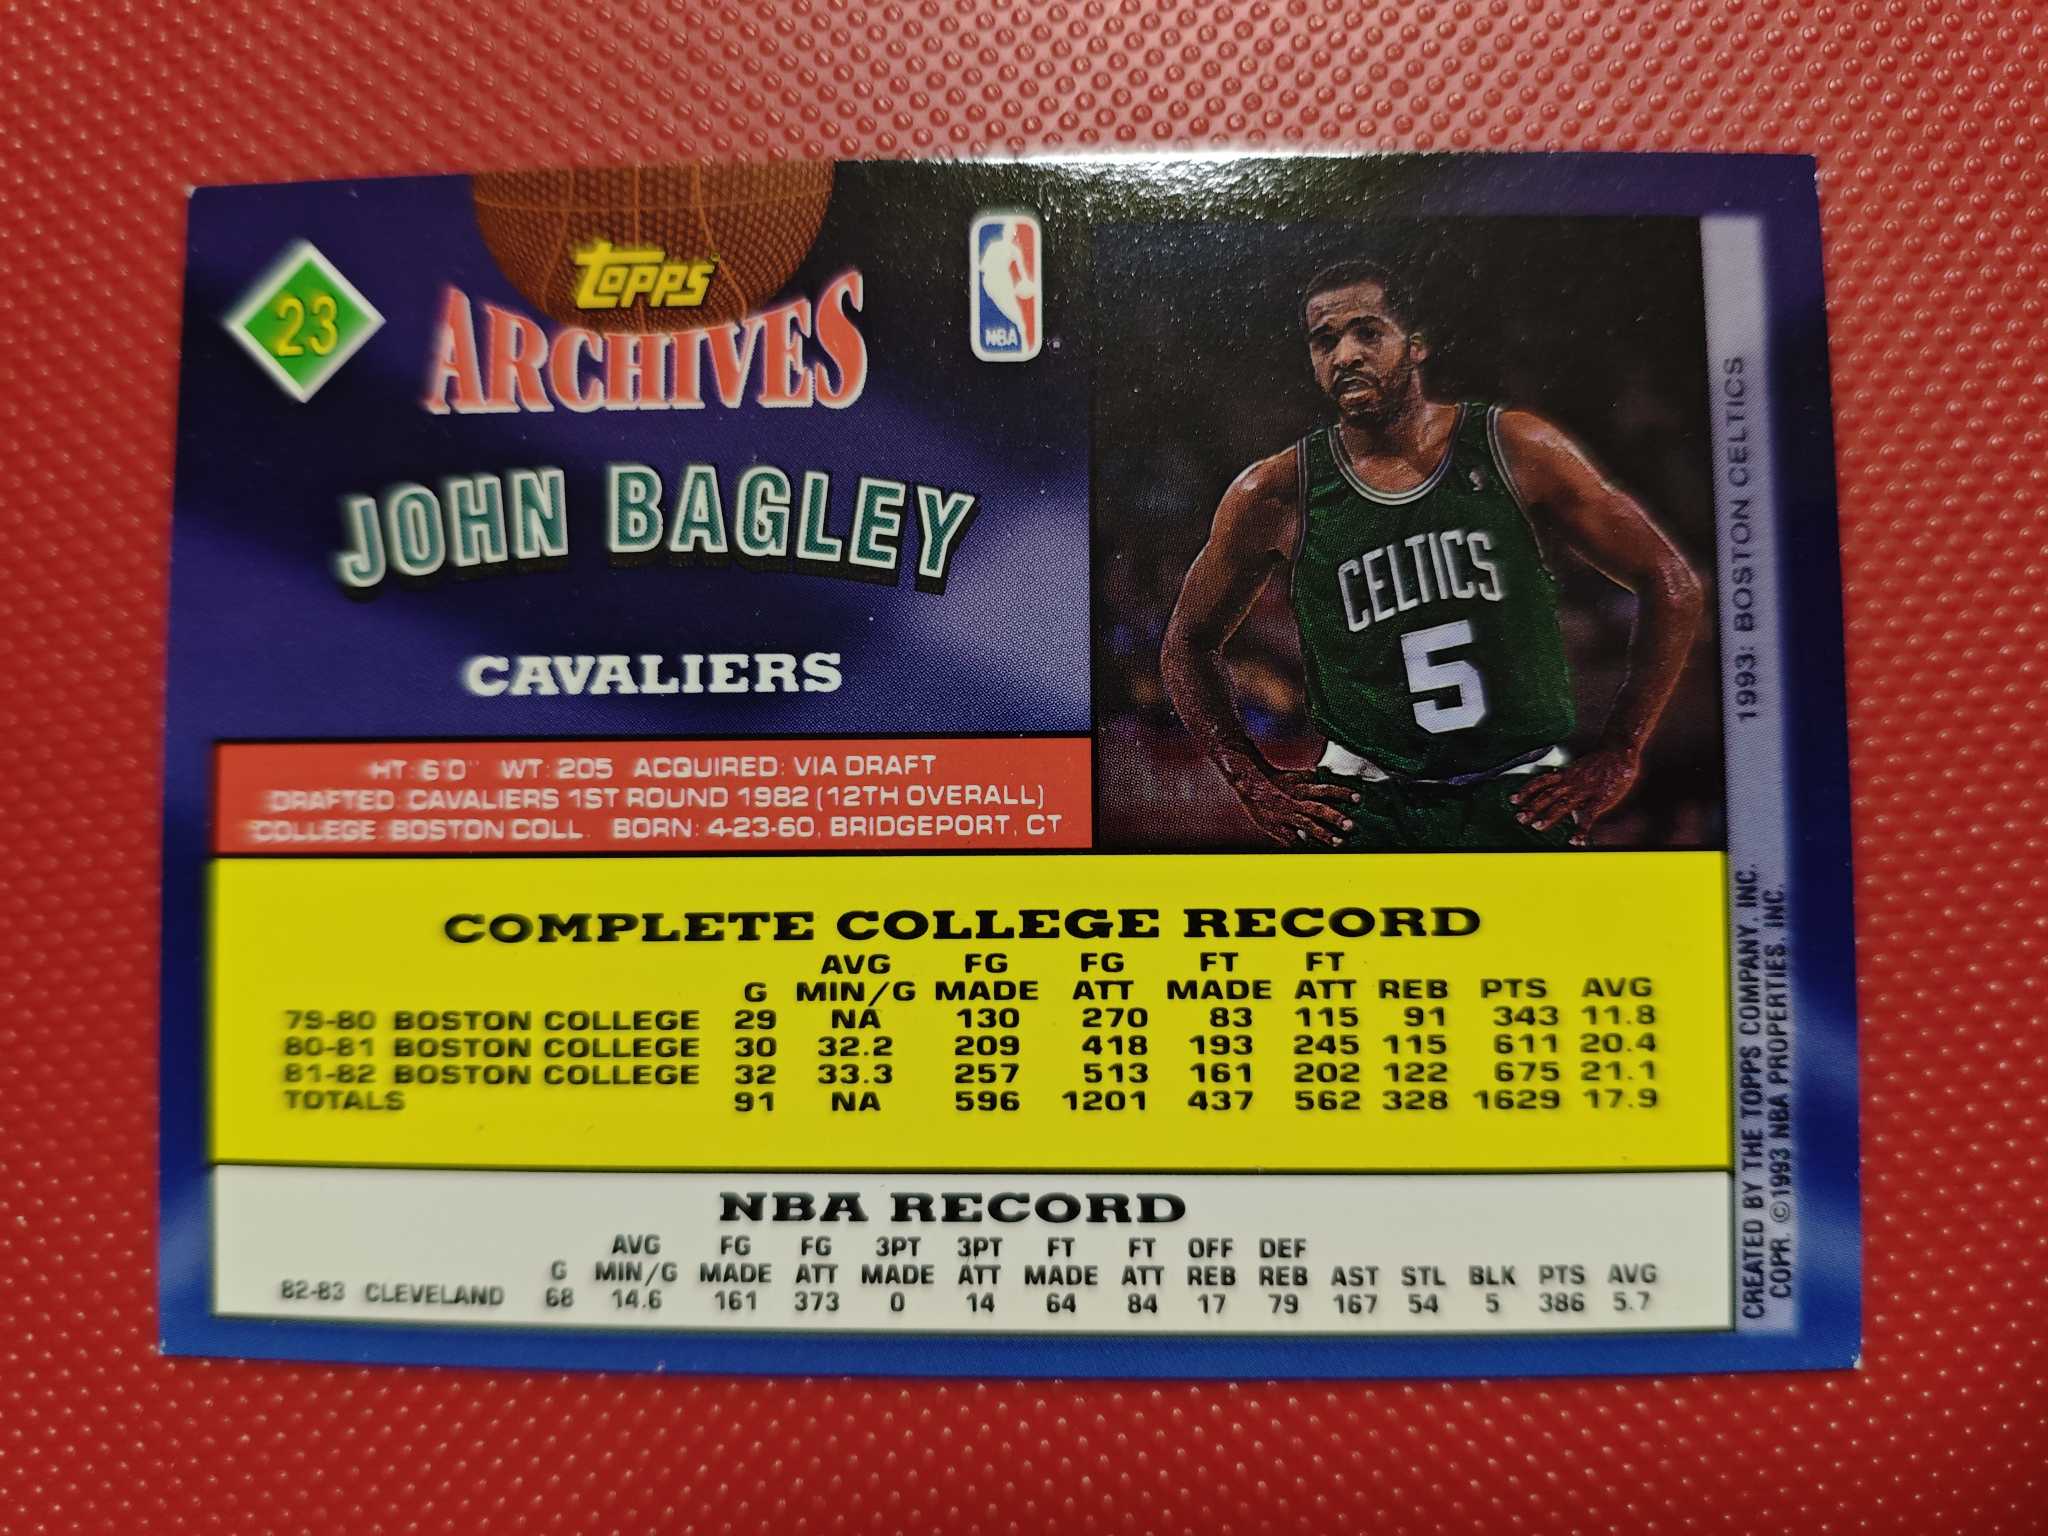 23
Topps
ARCHIVES
NBA
JOHN BAGLEY
CAVALIERS
HT: 6'0" WT: 205 ACQUIRED: VIA DRAFT
DRAFTED: CAVALIERS 1ST ROUND 1982 (12TH OVERALL)
COLLEGE: BOSTON COLL. BORN: 4-23-60, BRIDGEPORT, CT
CELTICS
5
1993: BOSTON CELTICS
COMPLETE COLLEGE RECORD
AVG FG FG FT FT
G MIN/G MADE ATT MADE ATT REB PTS AVG
79-80 BOSTON COLLEGE 29 NA 130 270 83 115 91 343 11.8
80-81 BOSTON COLLEGE 30 32.2 209 418 193 245 115 611 20.4
81-82 BOSTON COLLEGE 32 33.3 257 513 161 202 122 675 21.1
TOTALS 91 NA 596 1201 437 562 328 1629 17.9
NBA RECORD
AVG FG FG 3PT 3PT FT FT OFF DEF
G MIN/G MADE ATT MADE ATT MADE ATT REB REB AST STL BLK PTS AVG
82-83 CLEVELAND 68 14.6 161 373 0 14 64 84 17 79 167 54 5 386 5.7
CREATED BY THE TOPPS COMPANY, INC.
COPR. ©1993 NBA PROPERTIES, INC.